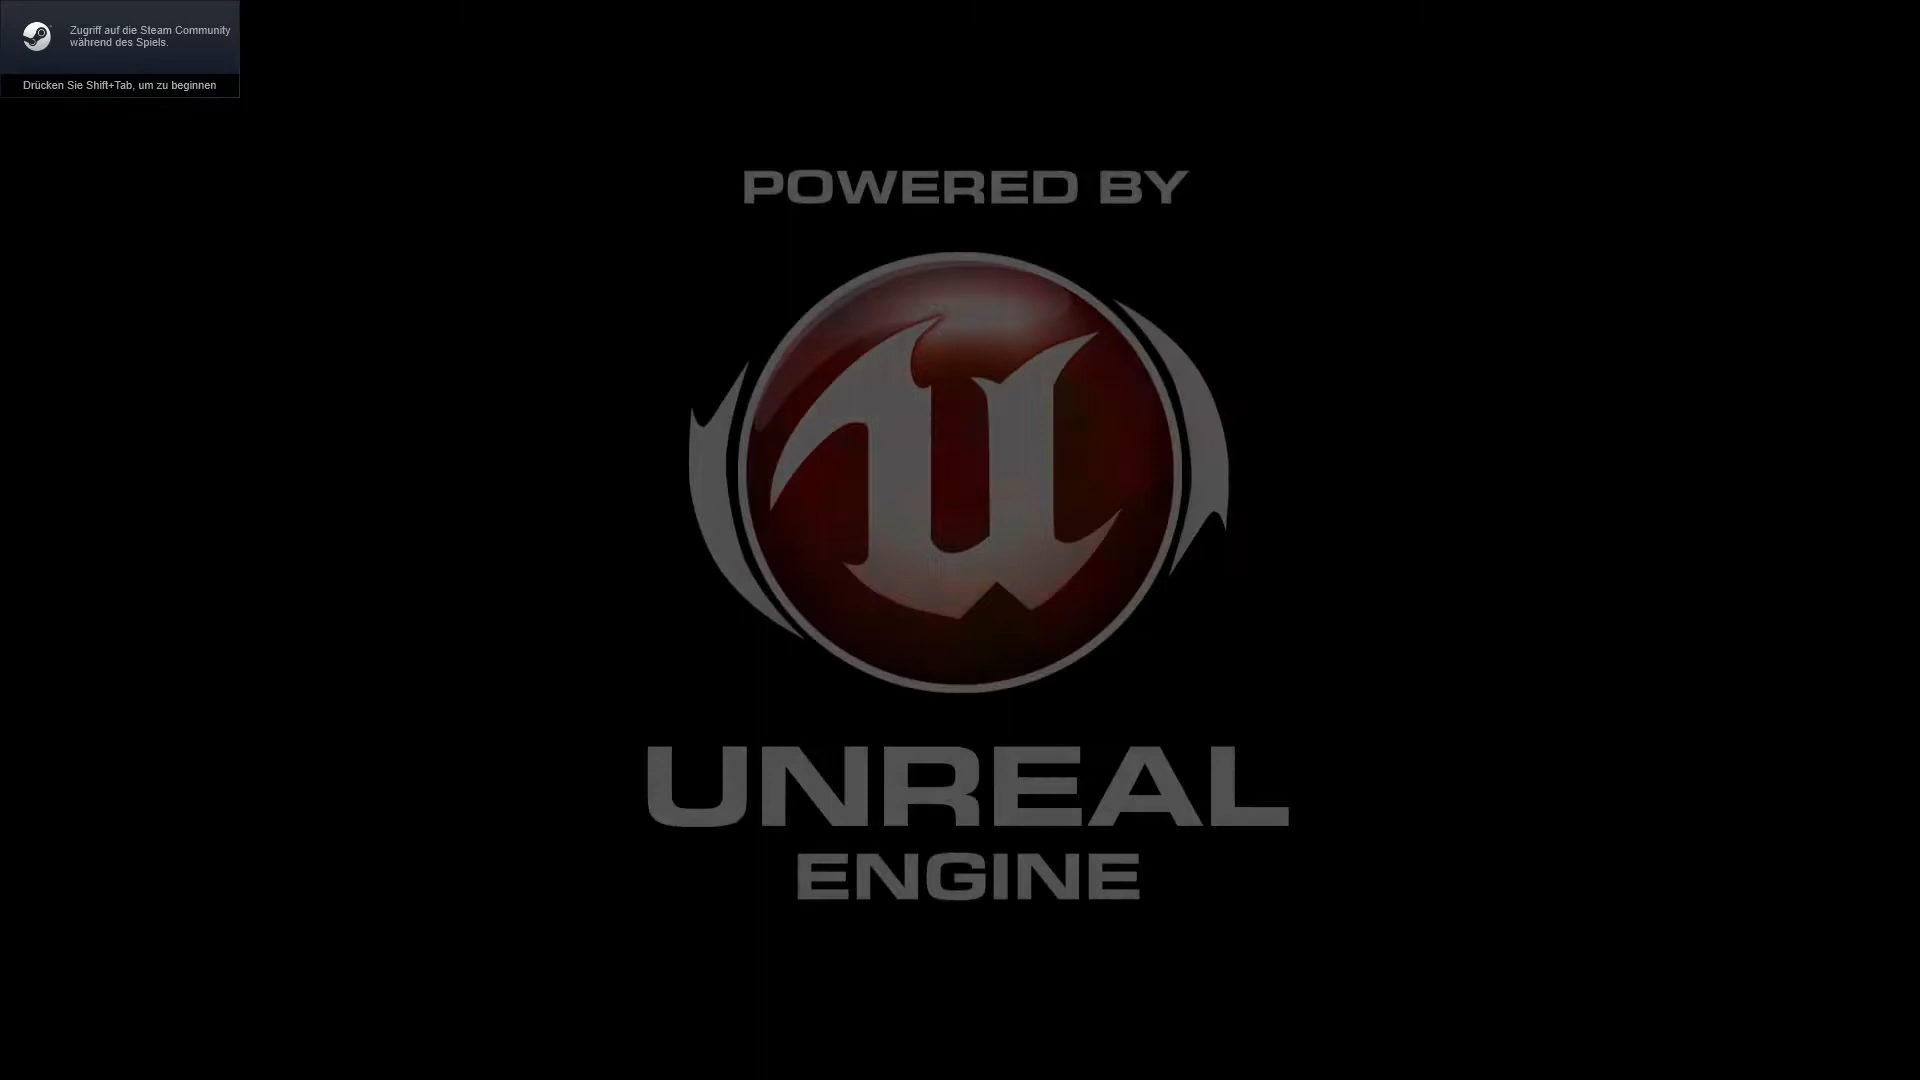 Zugriff auf die Steam Community
während des Spiels.
Drücken Sie Shift+Tab, um zu beginnen
POWERED BY
UNREAL
ENGINE